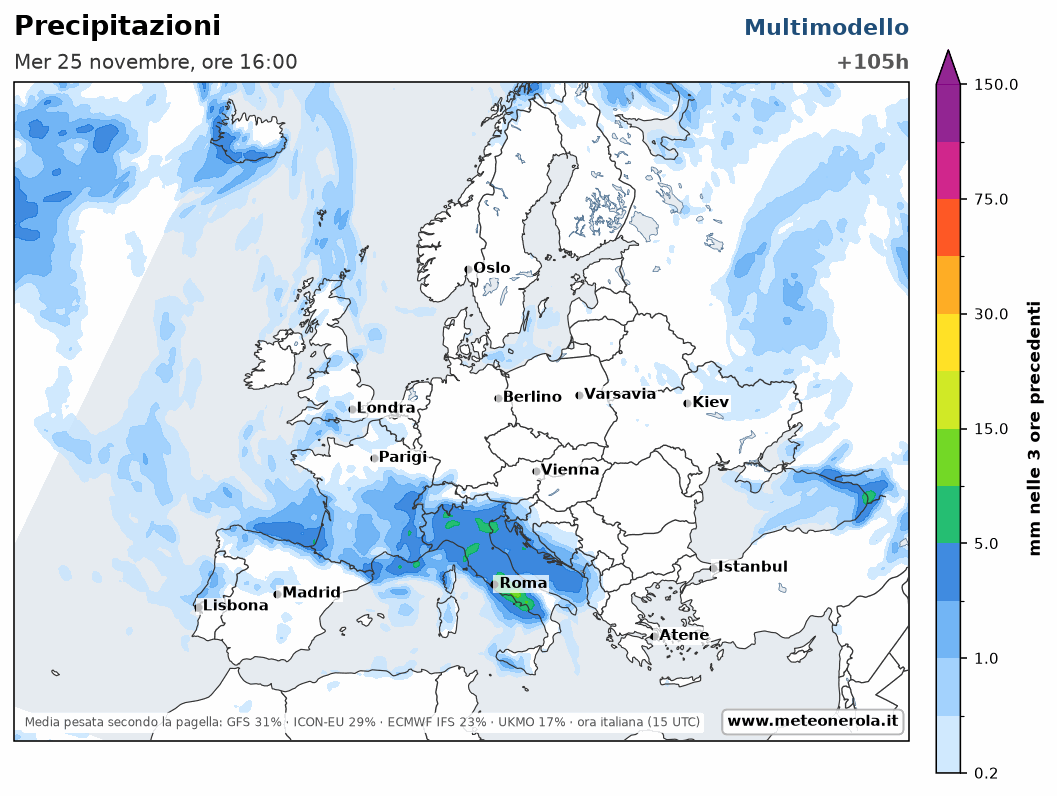 Precipitazioni
Multimodello
Mer 25 novembre, ore 16:00
+105h
150.0
75.0
30.0
15.0
5.0
1.0
0.2
mm nelle 3 ore precedenti
Oslo
Londra
Berlino
Varsavia
Kiev
Parigi
Vienna
Istanbul
Roma
Madrid
Lisbona
Atene
Media pesata secondo la pagella: GFS 31% · ICON-EU 29% · ECMWF IFS 23% · UKMO 17% · ora italiana (15 UTC)
www.meteonerola.it